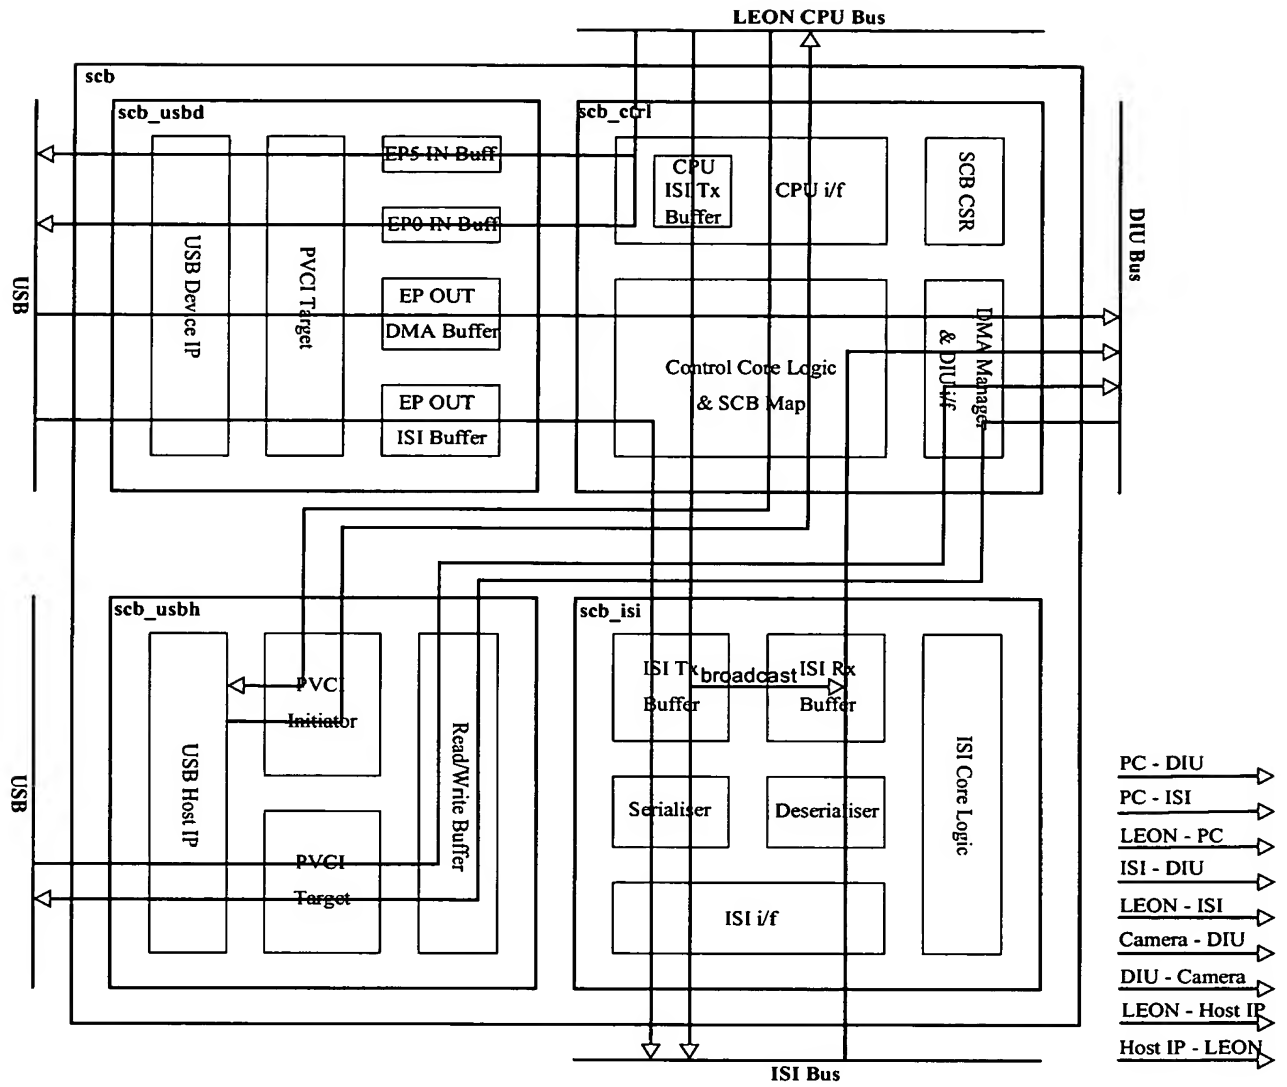 LEON CPU Bus
scb
scb_usbd
scb_ctrl
EP5 IN Buff
EP0 IN Buff
EP OUT
DMA Buffer
EP OUT
ISI Buffer
USB Device IP
PVCI Target
USB
CPU
ISI Tx
Buffer
CPU i/f
SCB CSR
DIU Bus
Control Core Logic
& SCB Map
DMA Manager
& DIU i/f
scb_usbh
scb_isi
USB
USB Host IP
PVCI
Initiator
PVCI
Target
Read/Write Buffer
ISI Tx
Buffer
broadcast
ISI Rx
Buffer
Serialiser
Deserialiser
ISI i/f
ISI Core Logic
PC - DIU
PC - ISI
LEON - PC
ISI - DIU
LEON - ISI
Camera - DIU
DIU - Camera
LEON - Host IP
Host IP - LEON
ISI Bus